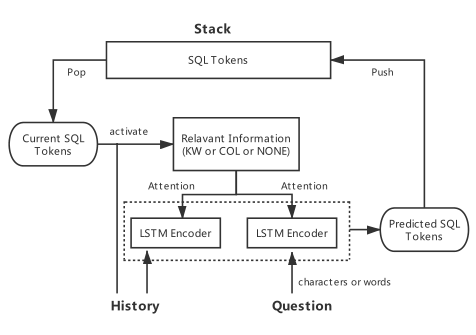 Stack
SQL Tokens
Pop
Push
Current SQL
Tokens
activate
Relavant Information
(KW or COL or NONE)
Attention
Attention
LSTM Encoder
LSTM Encoder
Predicted SQL
Tokens
characters or words
History
Question